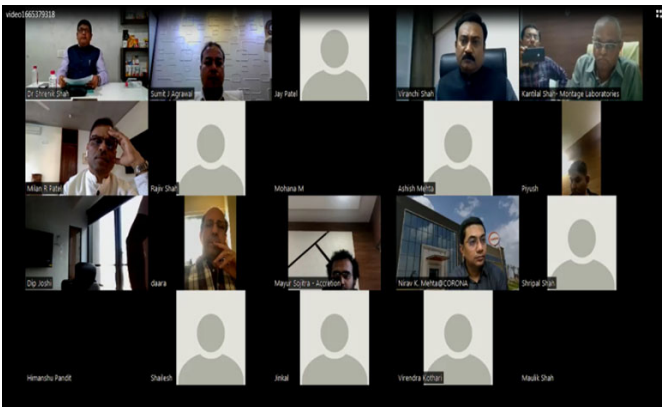 video1665379318
Dr Shrenik Shah
Sumit J Agrawal
Jay Patel
Viranchi Shah
Kantilal Shah- Montage Laboratories
Milan R Patel
Rajiv Shah
Mohana M
Ashish Mehta
Piyush
Dip Joshi
daara
Mayur Sojitra - Accretion
Nirav K. Mehta@CORONA
Shripal Shah
Himanshu Pandit
Shailesh
Jinkal
Virendra Kothari
Maulik Shah